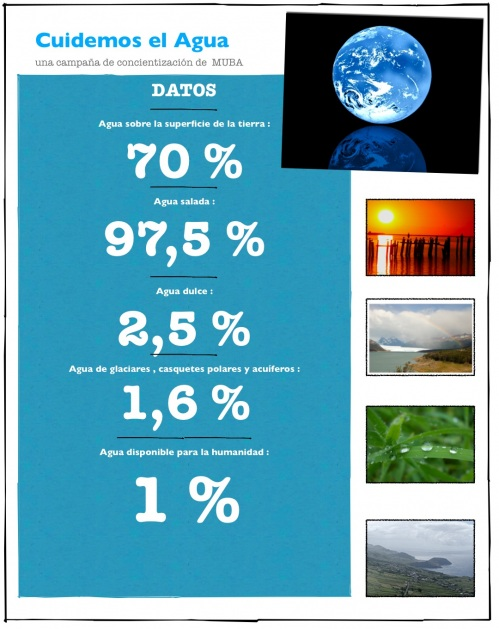 Cuidemos el Agua
una campaña de concientización de MUBA
DATOS
Agua sobre la superficie de la tierra :
70 %
Agua salada :
97,5 %
Agua dulce :
2,5 %
Agua de glaciares , casquetes polares y acuiferos :
1,6 %
Agua disponible para la humanidad :
1 %